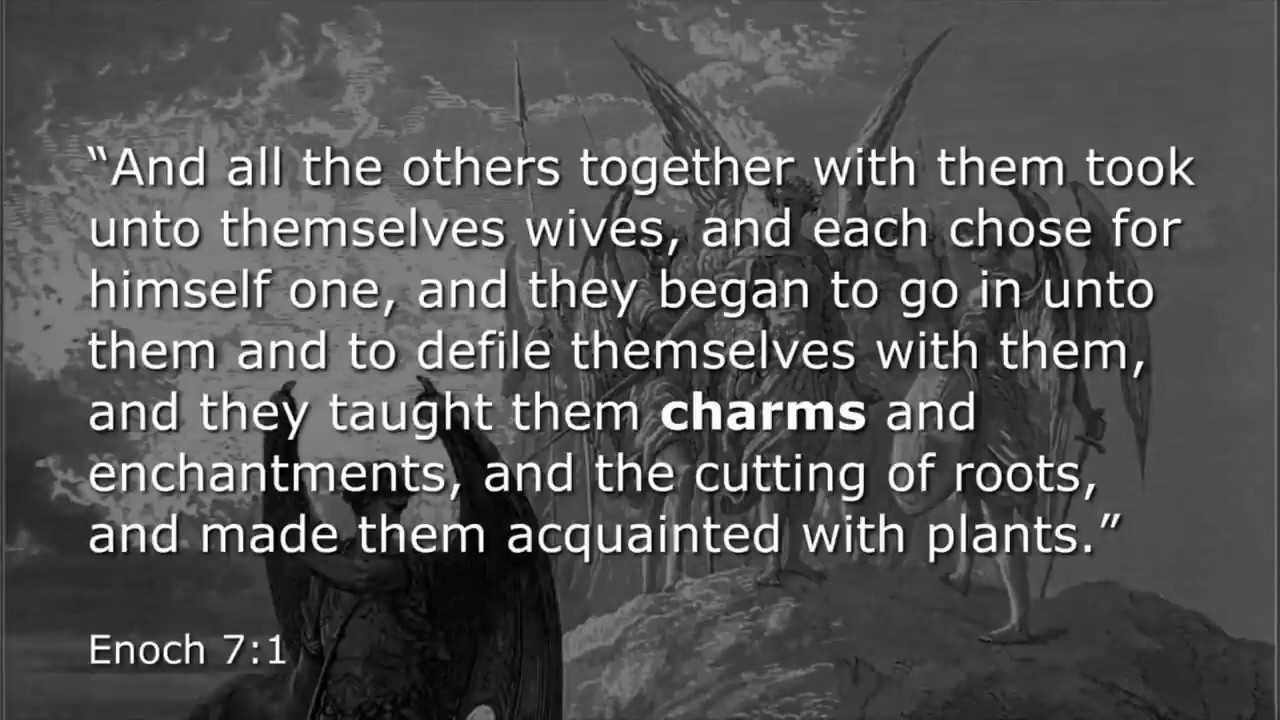 “And all the others together with them took
unto themselves wives, and each chose for
himself one, and they began to go in unto
them and to defile themselves with them,
and they taught them charms and
enchantments, and the cutting of roots,
and made them acquainted with plants.”
Enoch 7:1